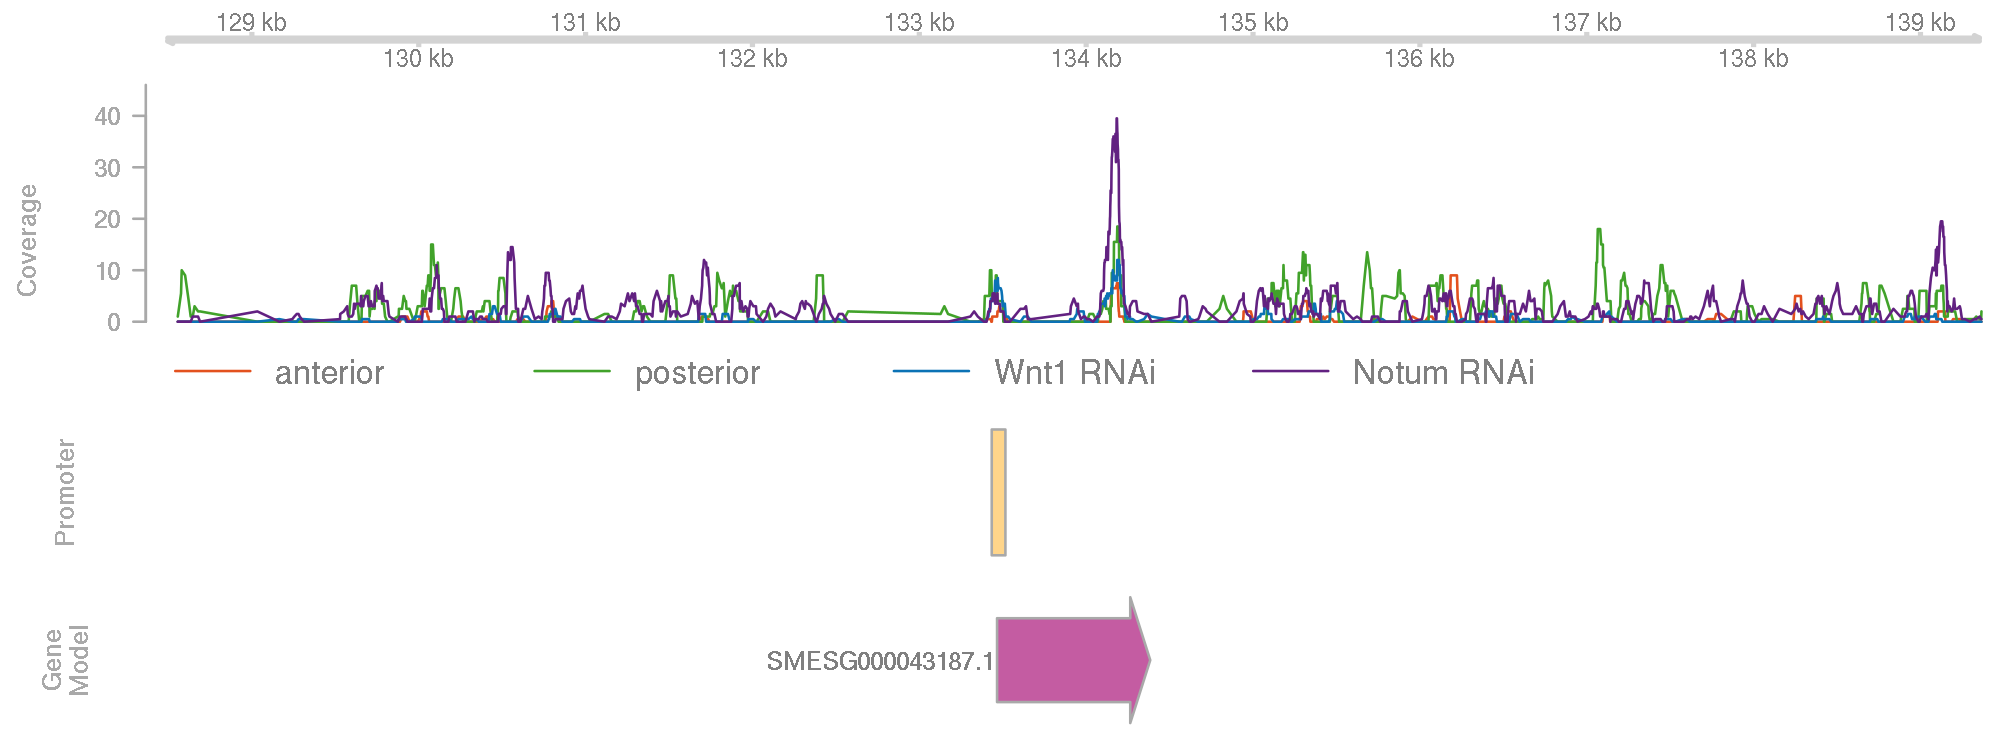 129 kb 131 kb 133 kb 135 kb 137 kb 139 kb
130 kb 132 kb 134 kb 136 kb 138 kb
Coverage
40
30
20
10
0
anterior posterior Wnt1 RNAi Notum RNAi
Promoter
Gene
Model
SMESG000043187.1